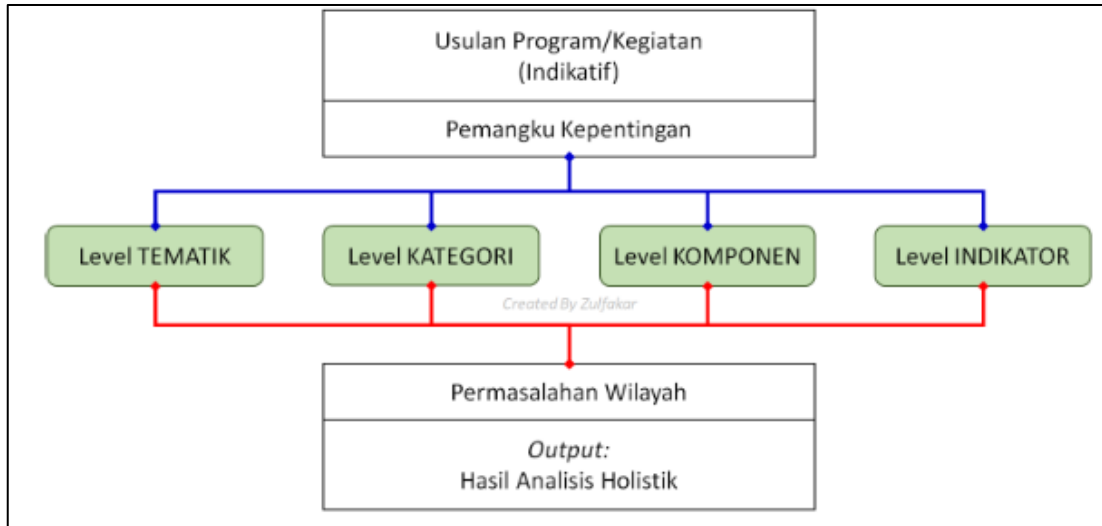 Usulan Program/Kegiatan
(Indikatif)
Pemangku Kepentingan
Level TEMATIK
Level KATEGORI
Level KOMPONEN
Level INDIKATOR
Created By Zulfakar
Permasalahan Wilayah
Output:
Hasil Analisis Holistik